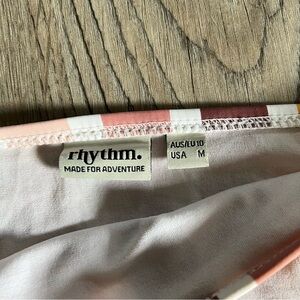 rhythm.
MADE FOR ADVENTURE
AUS/EU 10
USA M